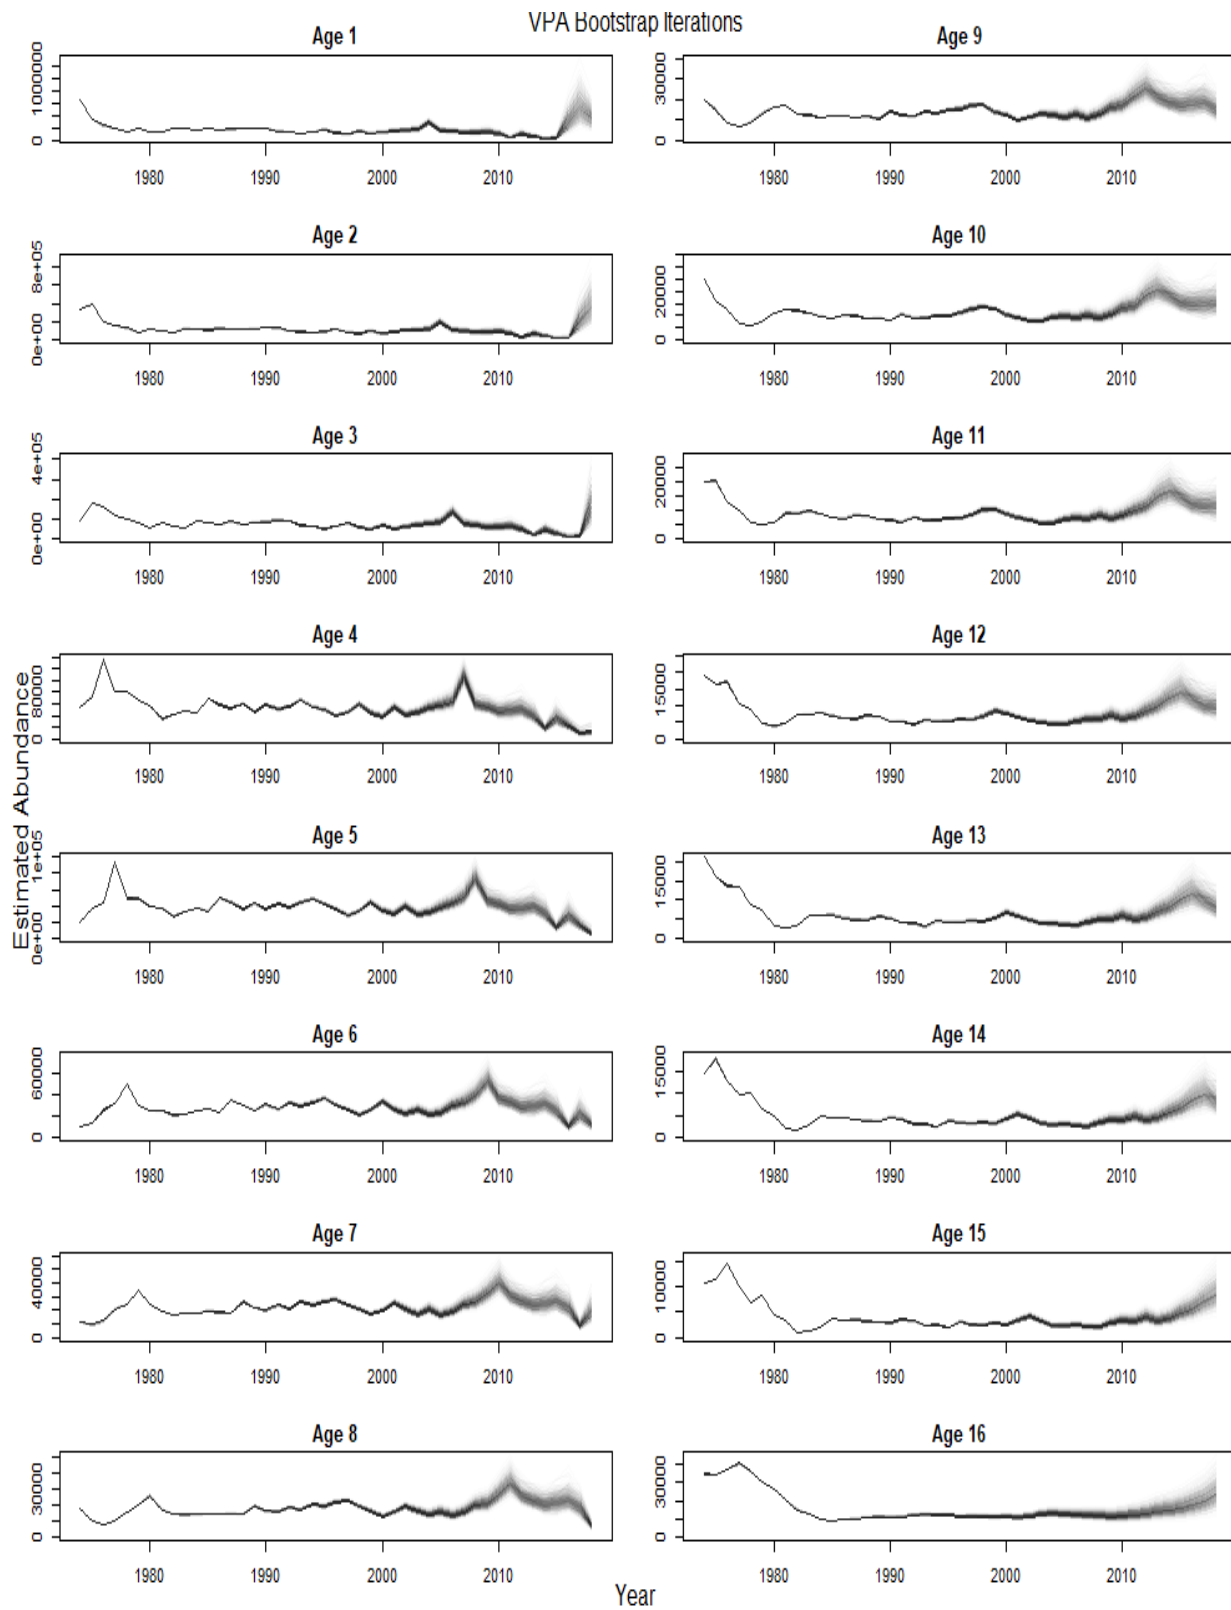 VPA Bootstrap Iterations
Age 1
1000000
0
1980 1990 2000 2010
Age 2
8e+05
0e+00
1980 1990 2000 2010
Age 3
4e+05
0e+00
1980 1990 2000 2010
Age 4
80000
0
1980 1990 2000 2010
Age 5
1e+05
0e+00
1980 1990 2000 2010
Age 6
60000
0
1980 1990 2000 2010
Age 7
40000
0
1980 1990 2000 2010
Age 8
30000
0
1980 1990 2000 2010
Age 9
30000
0
1980 1990 2000 2010
Age 10
20000
0
1980 1990 2000 2010
Age 11
20000
0
1980 1990 2000 2010
Age 12
15000
0
1980 1990 2000 2010
Age 13
15000
0
1980 1990 2000 2010
Age 14
15000
0
1980 1990 2000 2010
Age 15
10000
0
1980 1990 2000 2010
Age 16
300000
0
1980 1990 2000 2010
Estimated Abundance
Year